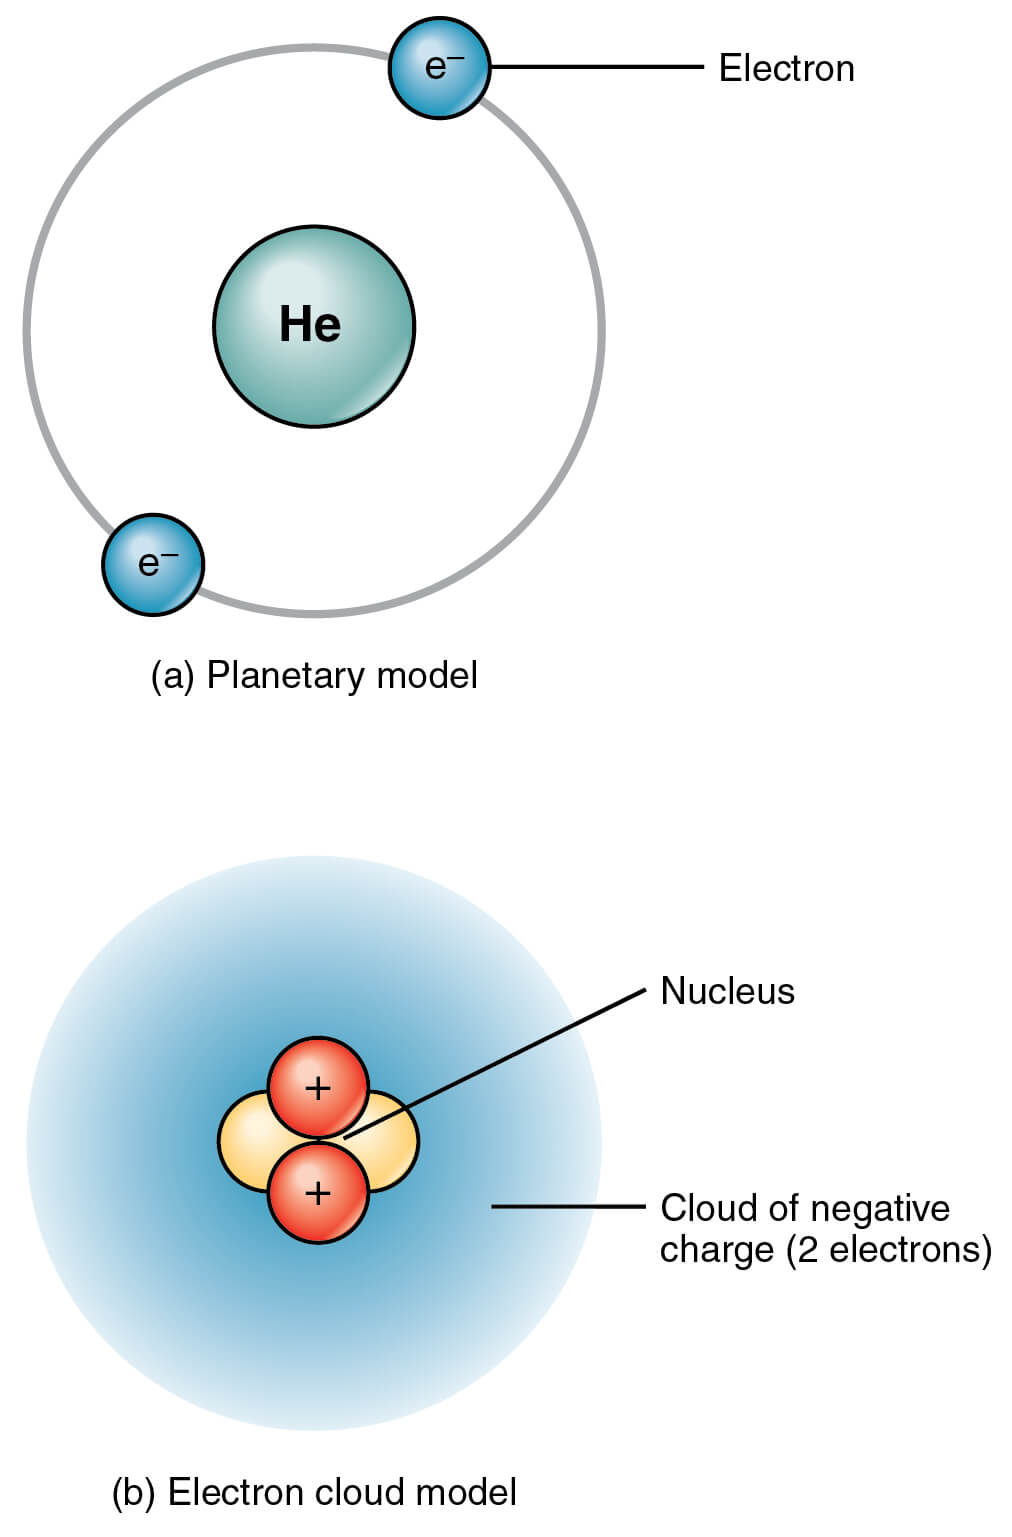 e–
Electron
He
e–
(a) Planetary model
Nucleus
+
+
Cloud of negative
charge (2 electrons)
(b) Electron cloud model